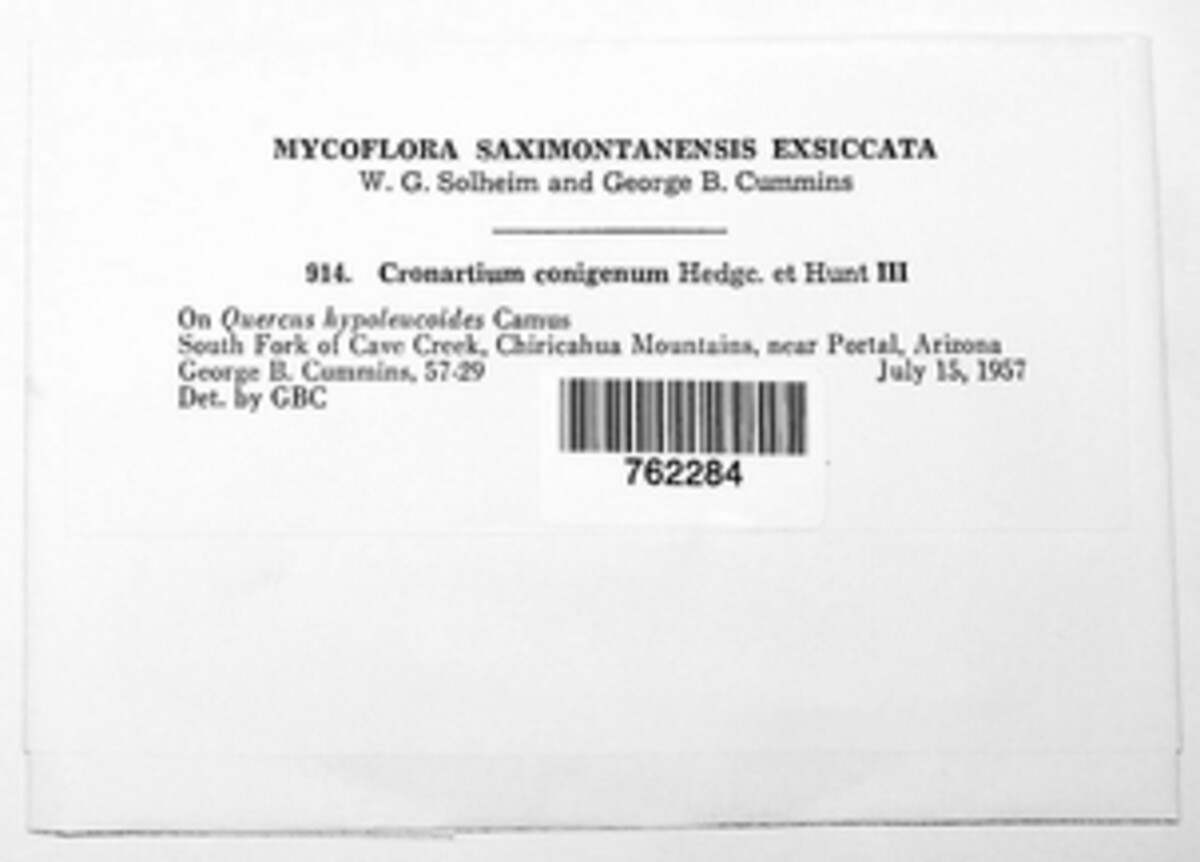 MYCOFLORA SAXIMONTANENSIS EXSICCATA
W. G. Solheim and George B. Cummins
914. Cronartium conigenum Hedgc. et Hunt III
On Quercus hypoleucoides Camus
South Fork of Cave Creek, Chiricahua Mountains, near Portal, Arizona
George B. Cummins, 57-29 July 15, 1957
Det. by GBC
762284